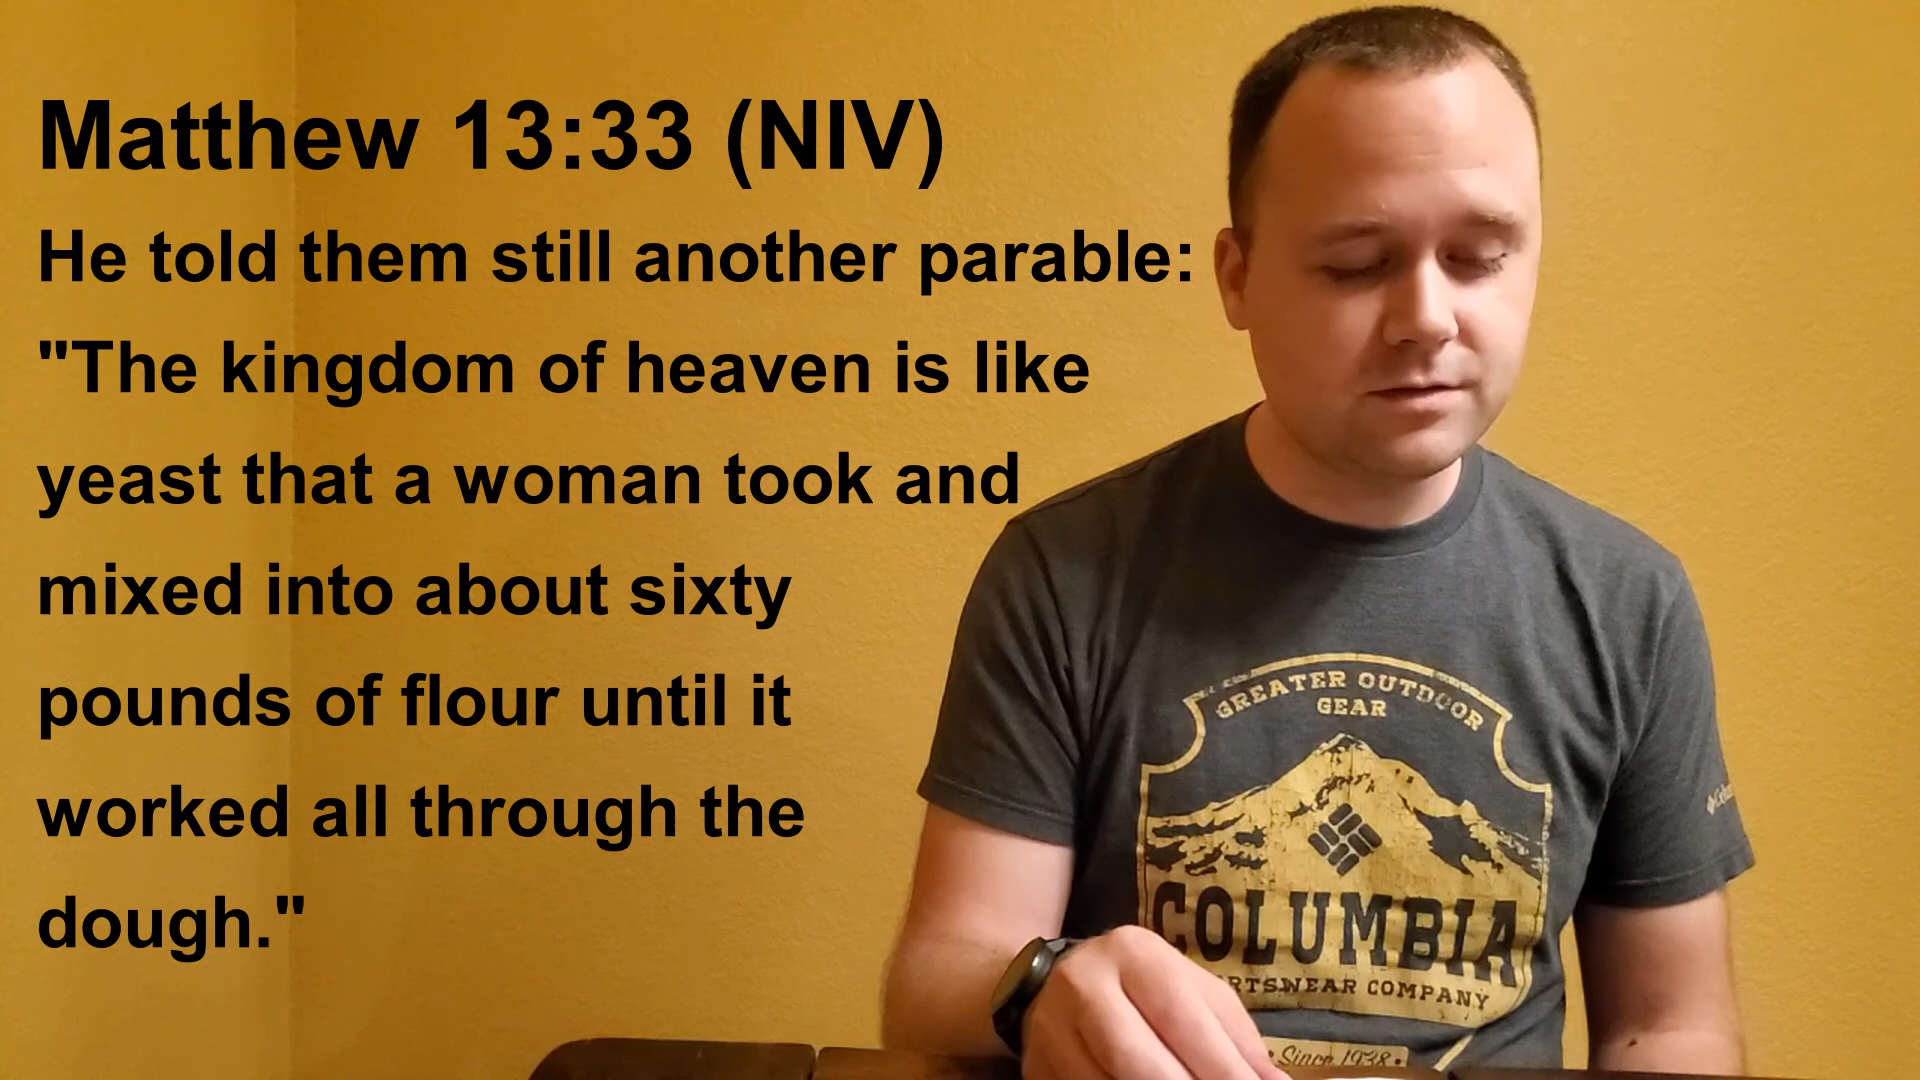 Matthew 13:33 (NIV)
He told them still another parable:
"The kingdom of heaven is like
yeast that a woman took and
mixed into about sixty
pounds of flour until it
worked all through the
dough."
GREATER OUTDOOR
GEAR
COLUMBIA
COMPANY
Since 1938